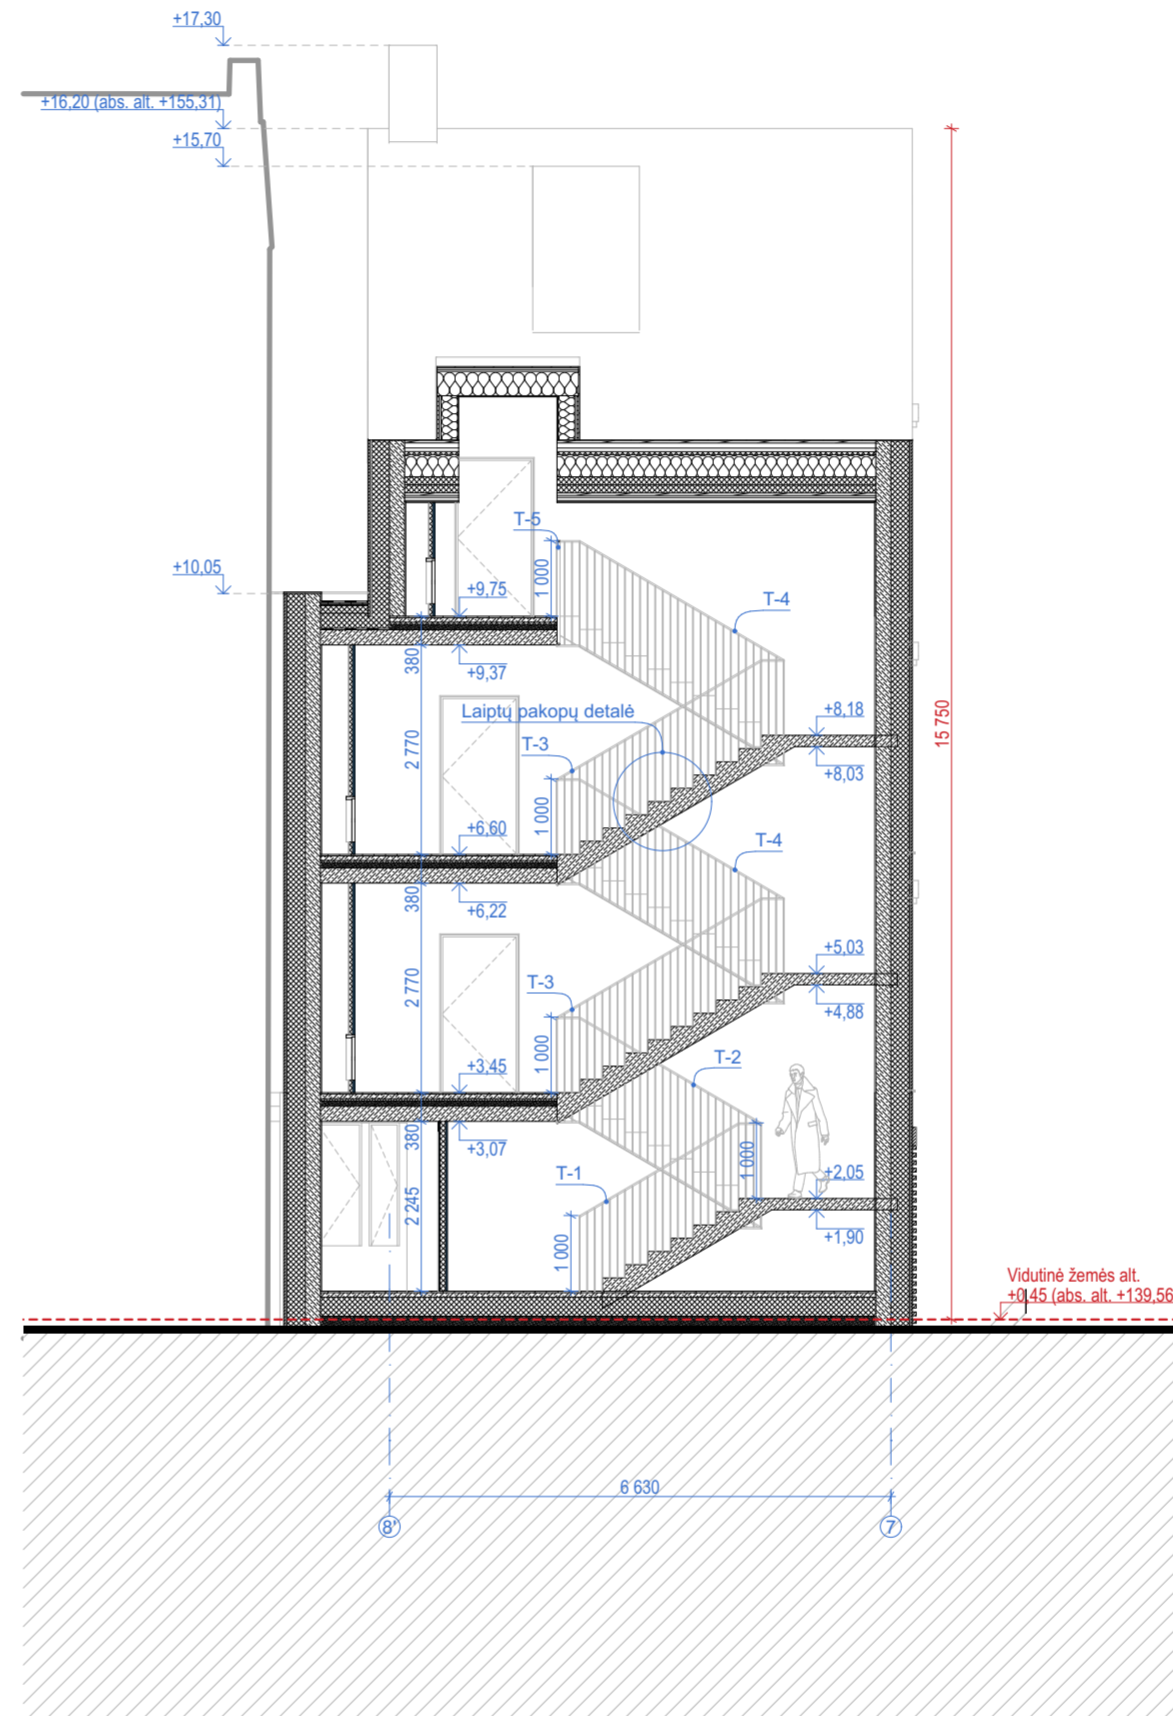 +17,30
+16,20 (abs. alt. +155,31)
+15,70
+10,05
T-5
1 000
+9,75
T-4
380
+9,37
Laiptų pakopų detalė
+8,18
15 750
2 770
T-3
+8,03
1 000
+6,60
T-4
380
+6,22
+5,03
2 770
T-3
+4,88
1 000
+3,45
T-2
380
+3,07
1 000
T-1
+2,05
2 245
1 000
+1,90
Vidutinė žemės alt.
+0,45 (abs. alt. +139,56
6 630
8'
7